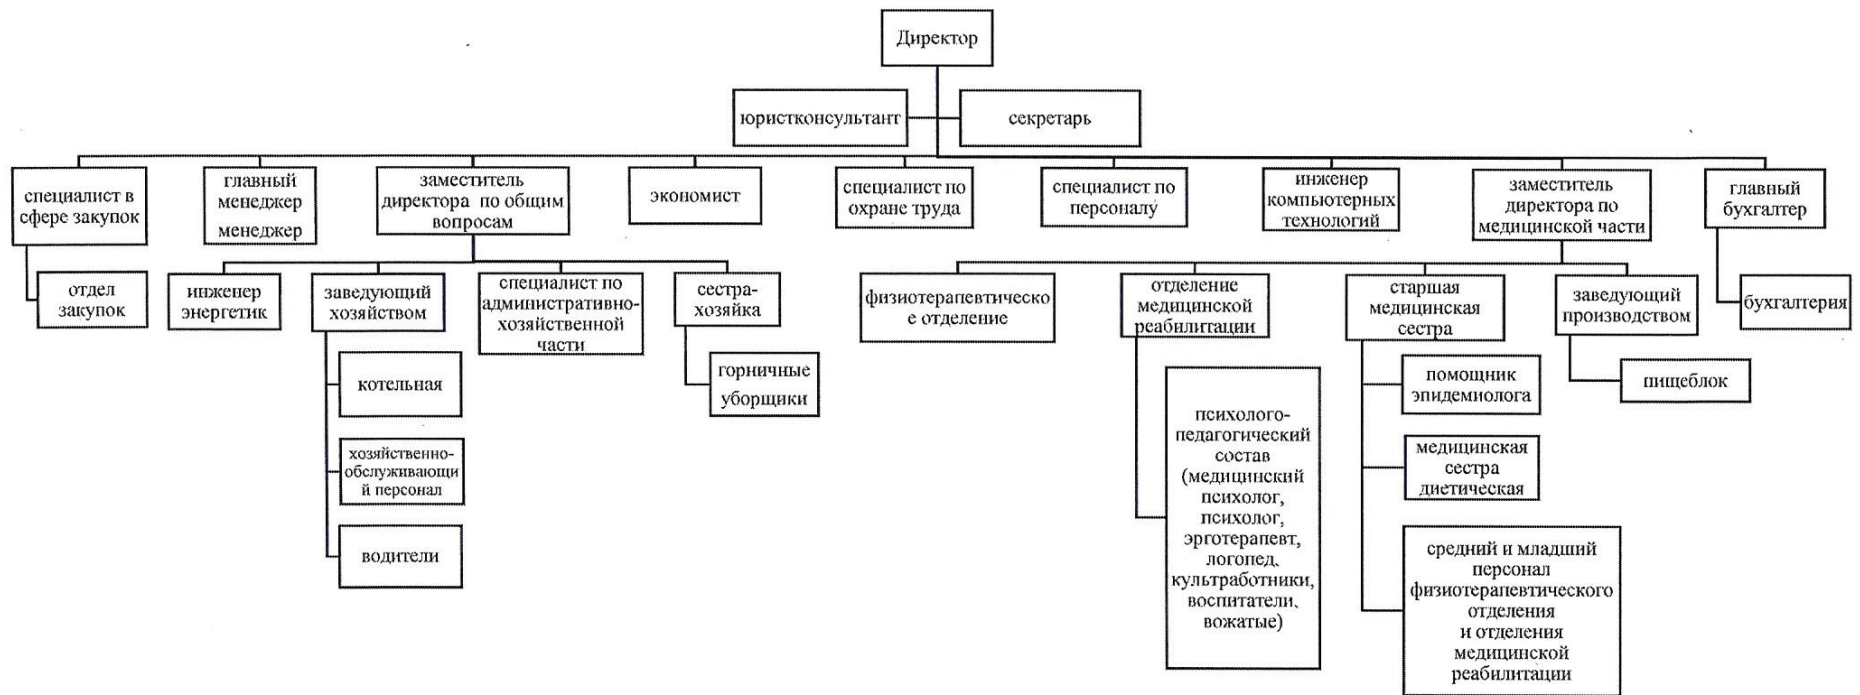 Директор
юристконсультант
секретарь
специалист в
сфере закупок
главный
менеджер
менеджер
заместитель
директора по общим
вопросам
экономист
специалист по
охране труда
специалист по
персоналу
инженер
компьютерных
технологий
заместитель
директора по
медицинской части
главный
бухгалтер
отдел
закупок
инженер
энергетик
заведующий
хозяйством
специалист по
административно-
хозяйственной
части
сестра-
хозяйка
физиотерапевтическо
е отделение
отделение
медицинской
реабилитации
старшая
медицинская
сестра
заведующий
производством
бухгалтерия
котельная
хозяйственно-
обслуживающи
й персонал
водители
горничные
уборщики
психолого-
педагогический
состав
(медицинский
психолог,
психолог,
эрготерапевт,
логопед,
культработники,
воспитатели,
вожатые)
помощник
эпидемиолога
медицинская
сестра
диетическая
средний и младший
персонал
физиотерапевтического
отделения
и отделения
медицинской
реабилитации
пищеблок